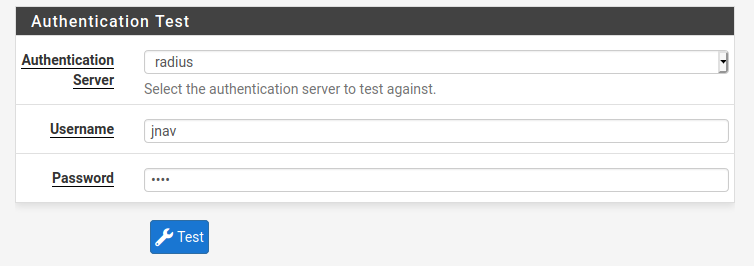 Authentication Test
Authentication
Server
radius
Select the authentication server to test against.
Username
jnav
Password
••••
Test